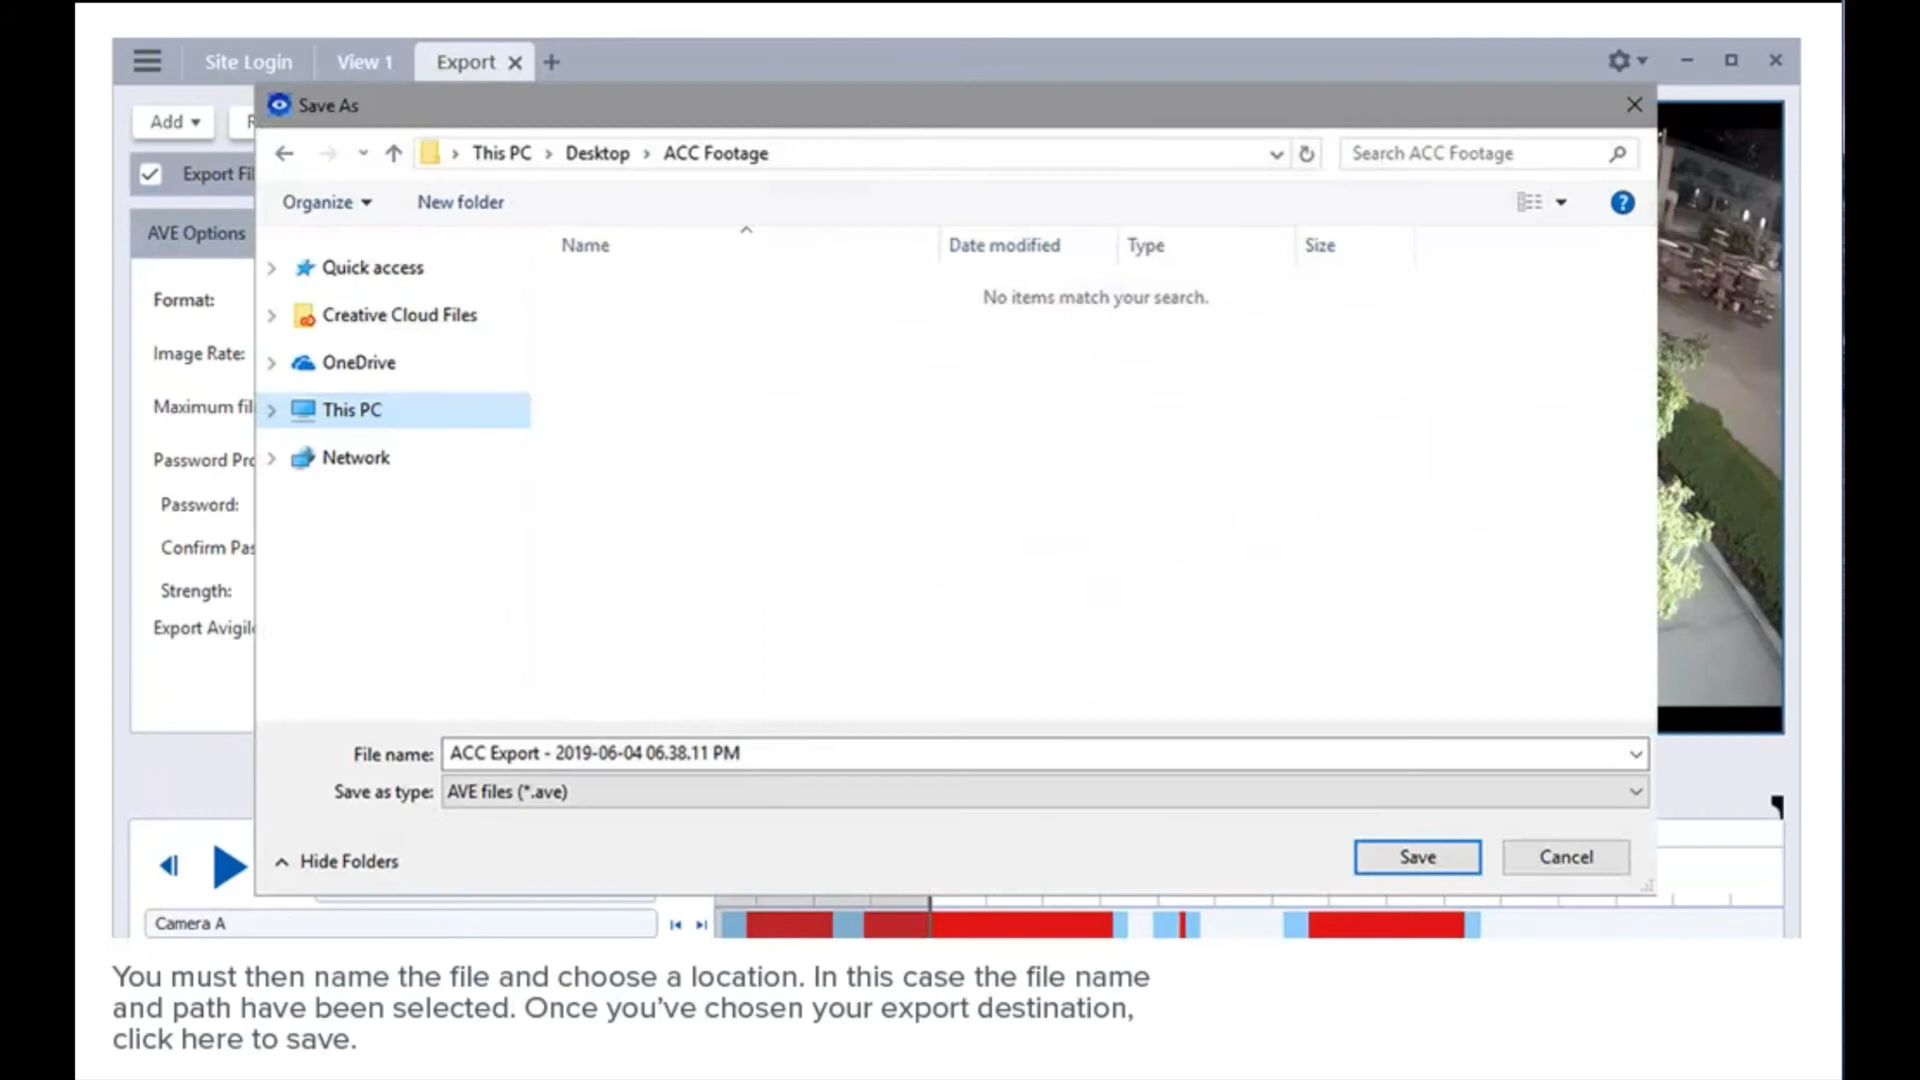 Site Login
View 1
Export
Save As
Add
Export Fil
AVE Options
Format:
Image Rate:
Maximum fil
Password Pro
Password:
Confirm Pas
Strength:
Export Avigil
This PC
Desktop
ACC Footage
Search ACC Footage
Organize
New folder
?
Name
Date modified
Type
Size
No items match your search.
Quick access
Creative Cloud Files
OneDrive
This PC
Network
File name: ACC Export - 2019-06-04 06.38.11 PM
Save as type: AVE files (*.ave)
Hide Folders
Save
Cancel
Camera A
You must then name the file and choose a location. In this case the file name
and path have been selected. Once you've chosen your export destination,
click here to save.